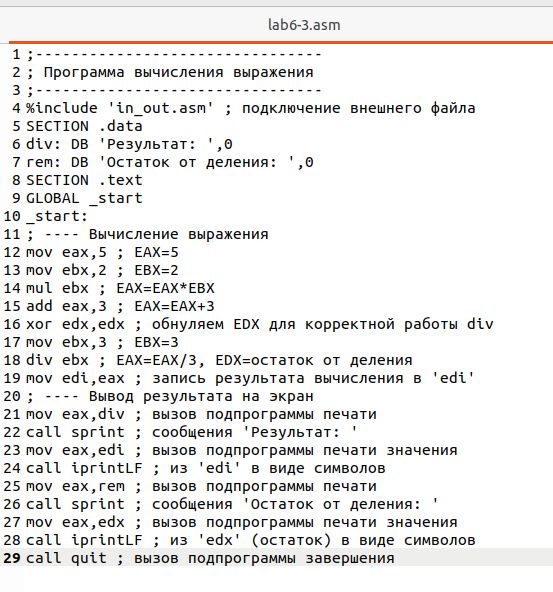 lab6-3.asm
1 ;--------------------------------
2 ; Программа вычисления выражения
3 ;--------------------------------
4 %include 'in_out.asm' ; подключение внешнего файла
5 SECTION .data
6 div: DB 'Результат: ',0
7 rem: DB 'Остаток от деления: ',0
8 SECTION .text
9 GLOBAL _start
10 _start:
11 ; ---- Вычисление выражения
12 mov eax,5 ; EAX=5
13 mov ebx,2 ; EBX=2
14 mul ebx ; EAX=EAX*EBX
15 add eax,3 ; EAX=EAX+3
16 xor edx,edx ; обнуляем EDX для корректной работы div
17 mov ebx,3 ; EBX=3
18 div ebx ; EAX=EAX/3, EDX=остаток от деления
19 mov edi,eax ; запись результата вычисления в 'edi'
20 ; ---- Вывод результата на экран
21 mov eax,div ; вызов подпрограммы печати
22 call sprint ; сообщения 'Результат: '
23 mov eax,edi ; вызов подпрограммы печати значения
24 call iprintLF ; из 'edi' в виде символов
25 mov eax,rem ; вызов подпрограммы печати
26 call sprint ; сообщения 'Остаток от деления: '
27 mov eax,edx ; вызов подпрограммы печати значения
28 call iprintLF ; из 'edx' (остаток) в виде символов
29 call quit ; вызов подпрограммы завершения